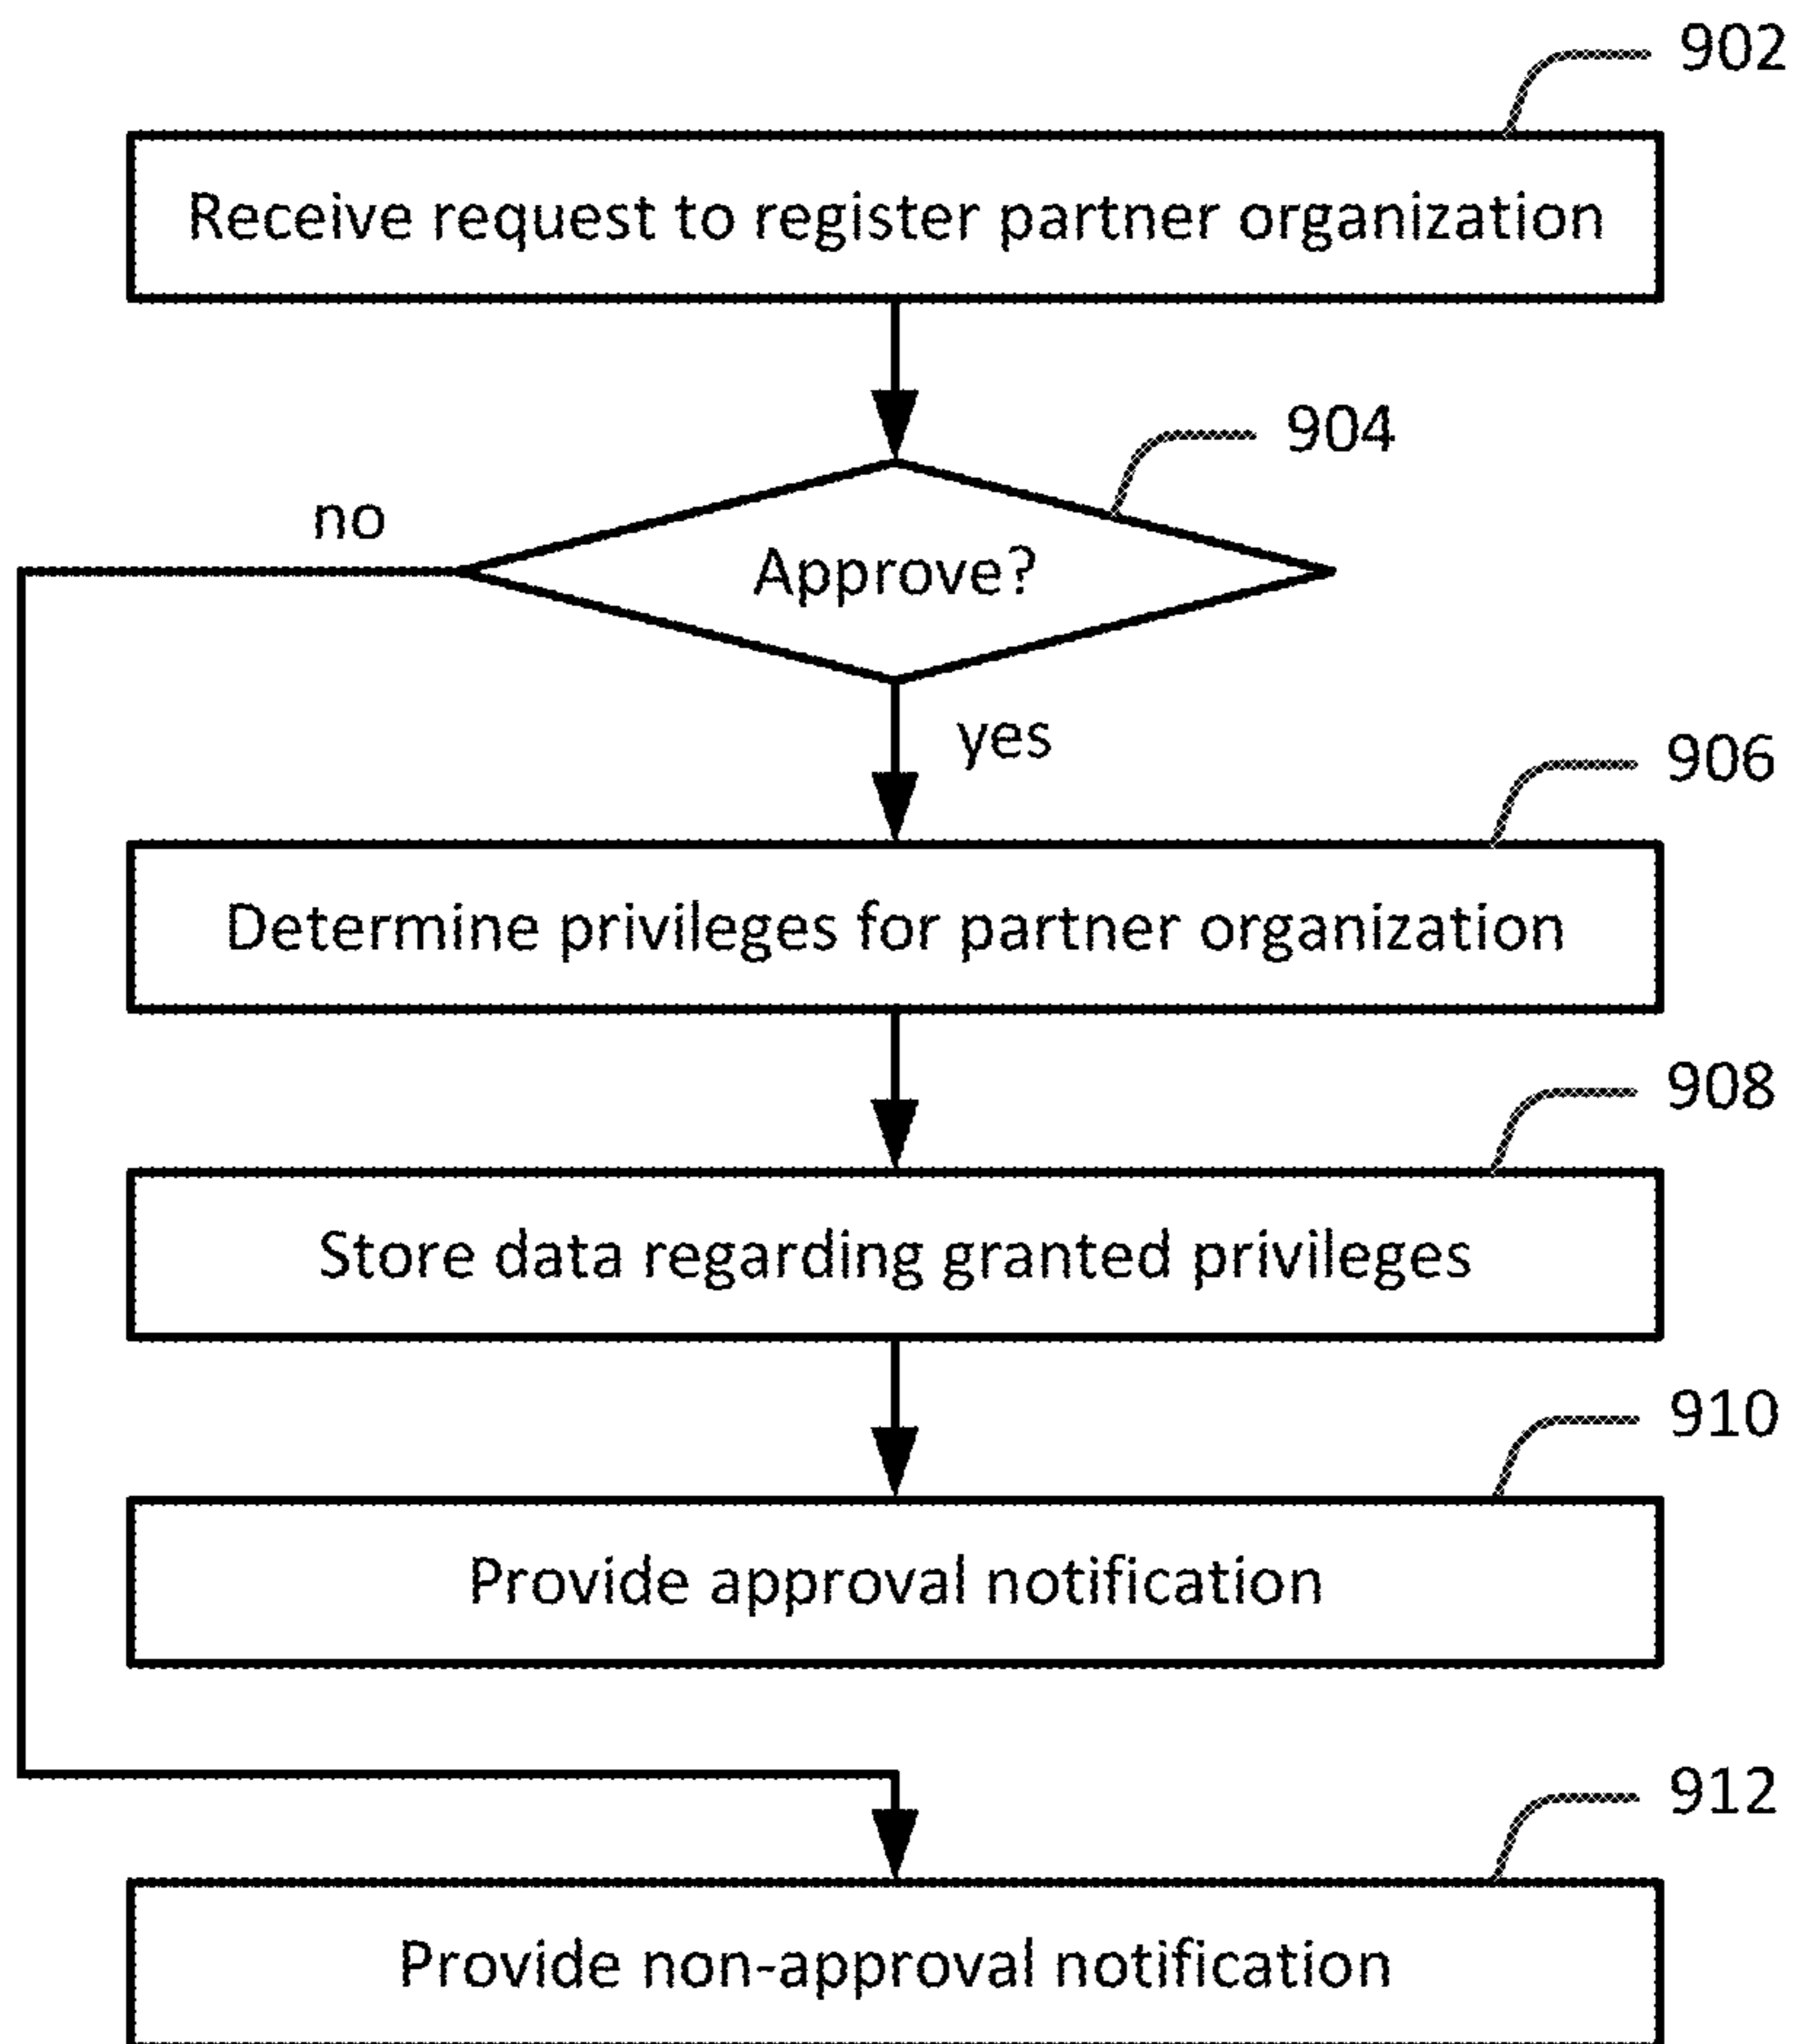 902
Receive request to register partner organization
904
no
Approve?
yes
906
Determine privileges for partner organization
908
Store data regarding granted privileges
910
Provide approval notification
912
Provide non-approval notification